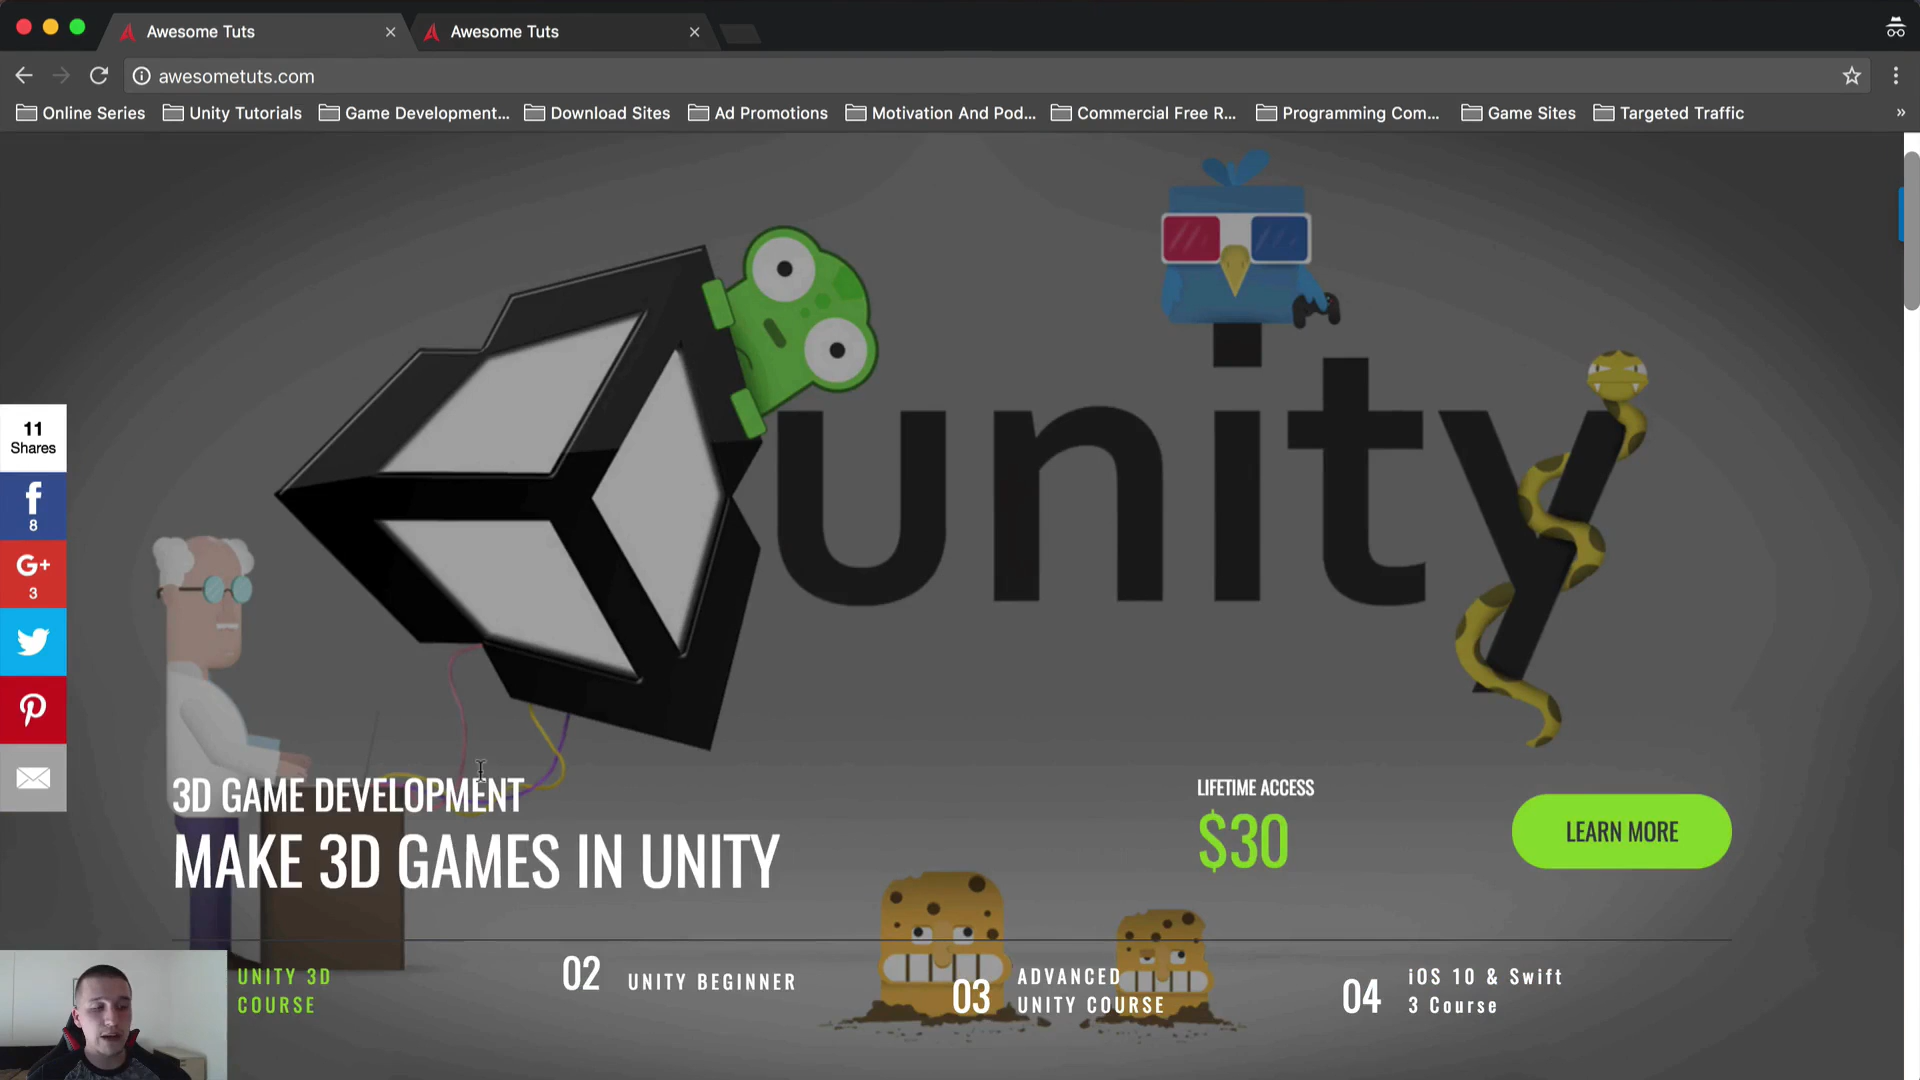 Awesome Tuts
Awesome Tuts
awesometuts.com
Online Series
Unity Tutorials
Game Development...
Download Sites
Ad Promotions
Motivation And Pod...
Commercial Free R...
Programming Com...
Game Sites
Targeted Traffic
»
unity
11
Shares
f
8
G+
3
3D GAME DEVELOPMENT
MAKE 3D GAMES IN UNITY
LIFETIME ACCESS
$30
LEARN MORE
UNITY 3D
COURSE
02 UNITY BEGINNER
03 ADVANCED
UNITY COURSE
04 iOS 10 & Swift
3 Course